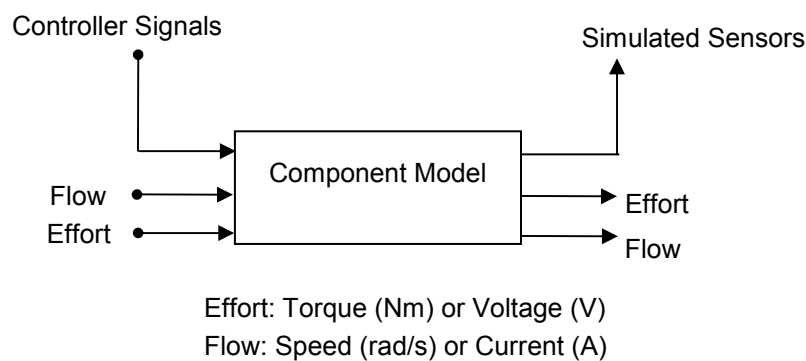 Controller Signals
Simulated Sensors
Component Model
Flow
Effort
Effort
Flow
Effort: Torque (Nm) or Voltage (V)
Flow: Speed (rad/s) or Current (A)